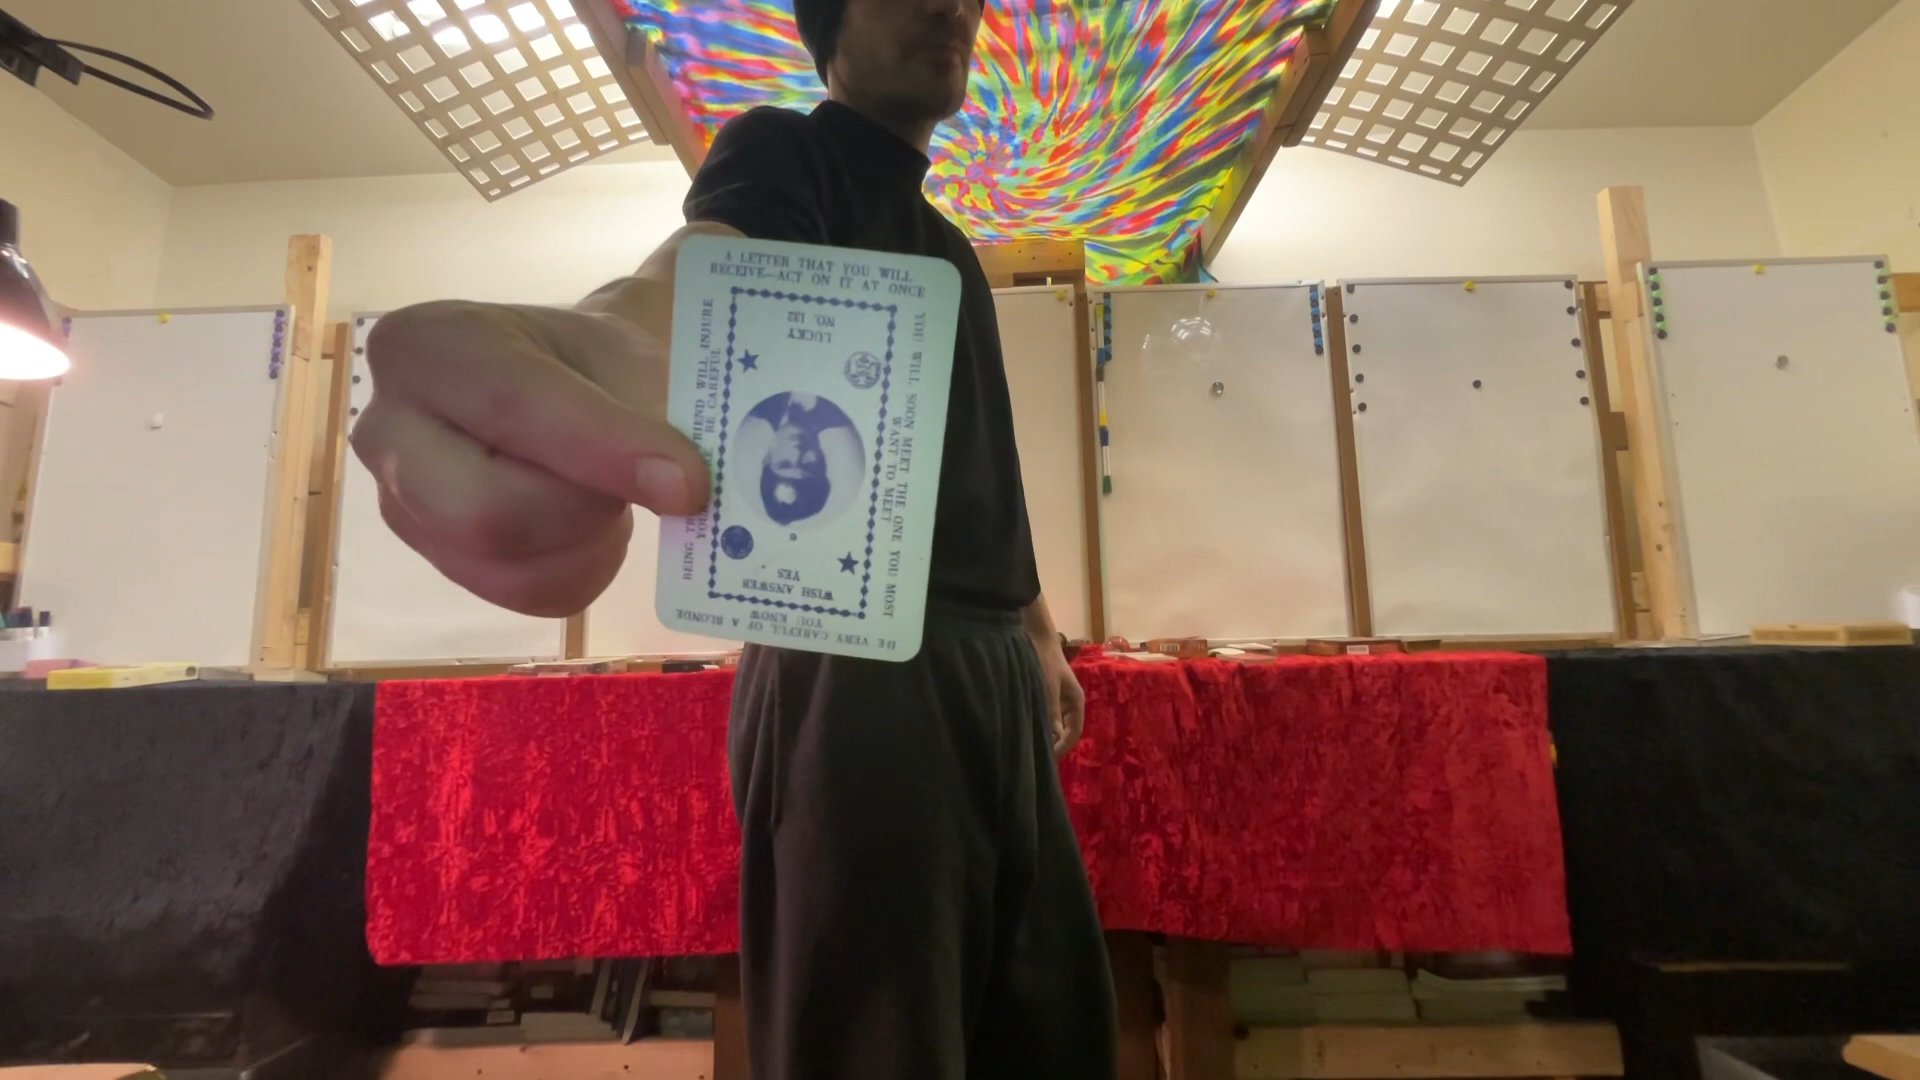 A LETTER THAT YOU WILL
RECEIVE—ACT ON IT AT ONCE
YOU WILL SOON MEET THE ONE YOU MOST
WANT TO MEET
LUCKY
NO. 132
WISH ANSWER
YES
BE VERY CAREFUL OF A BLONDE
YOU KNOW
BEING
FRIEND WILL INJURE
BE CAREFUL